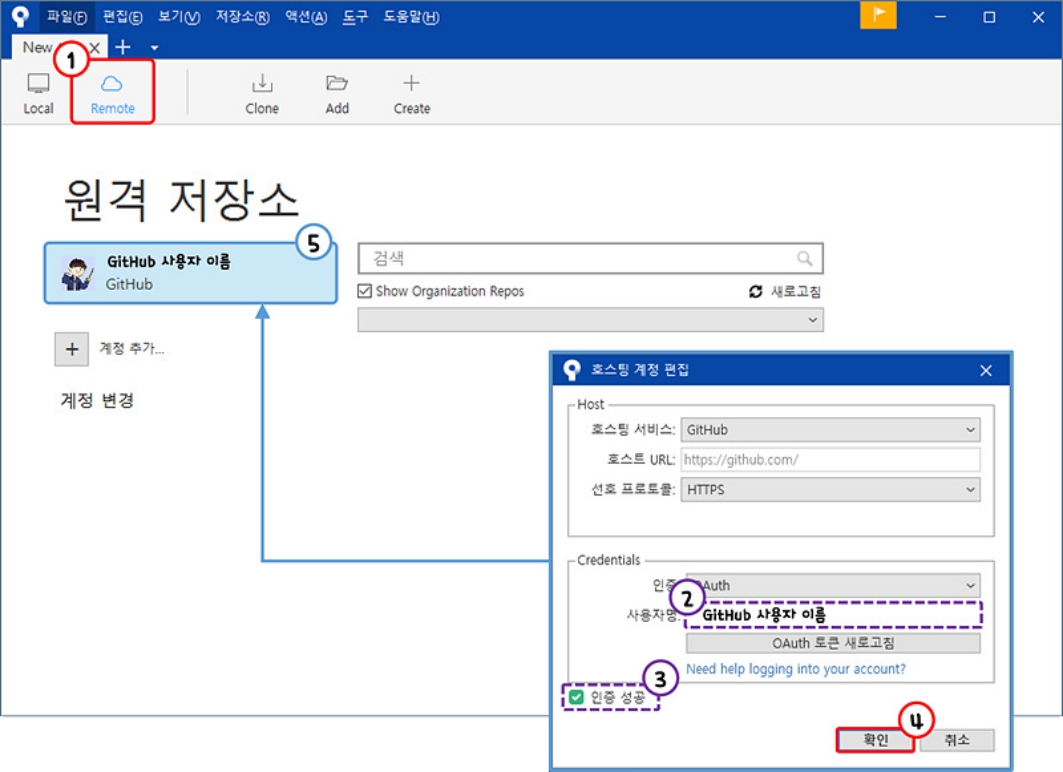 파일(F) 편집(E) 보기(V) 저장소(R) 액션(A) 도구 도움말(H)
New
1
Local Remote Clone Add Create
원격 저장소
5
GitHub 사용자 이름
GitHub
검색
Show Organization Repos 새로고침
계정 추가...
계정 변경
호스팅 계정 편집
Host
호스팅 서비스: GitHub
호스트 URL: https://github.com/
선호 프로토콜: HTTPS
Credentials
인증 OAuth
2
사용자명: GitHub 사용자 이름
OAuth 토큰 새로고침
Need help logging into your account?
3
인증 성공
4
확인 취소